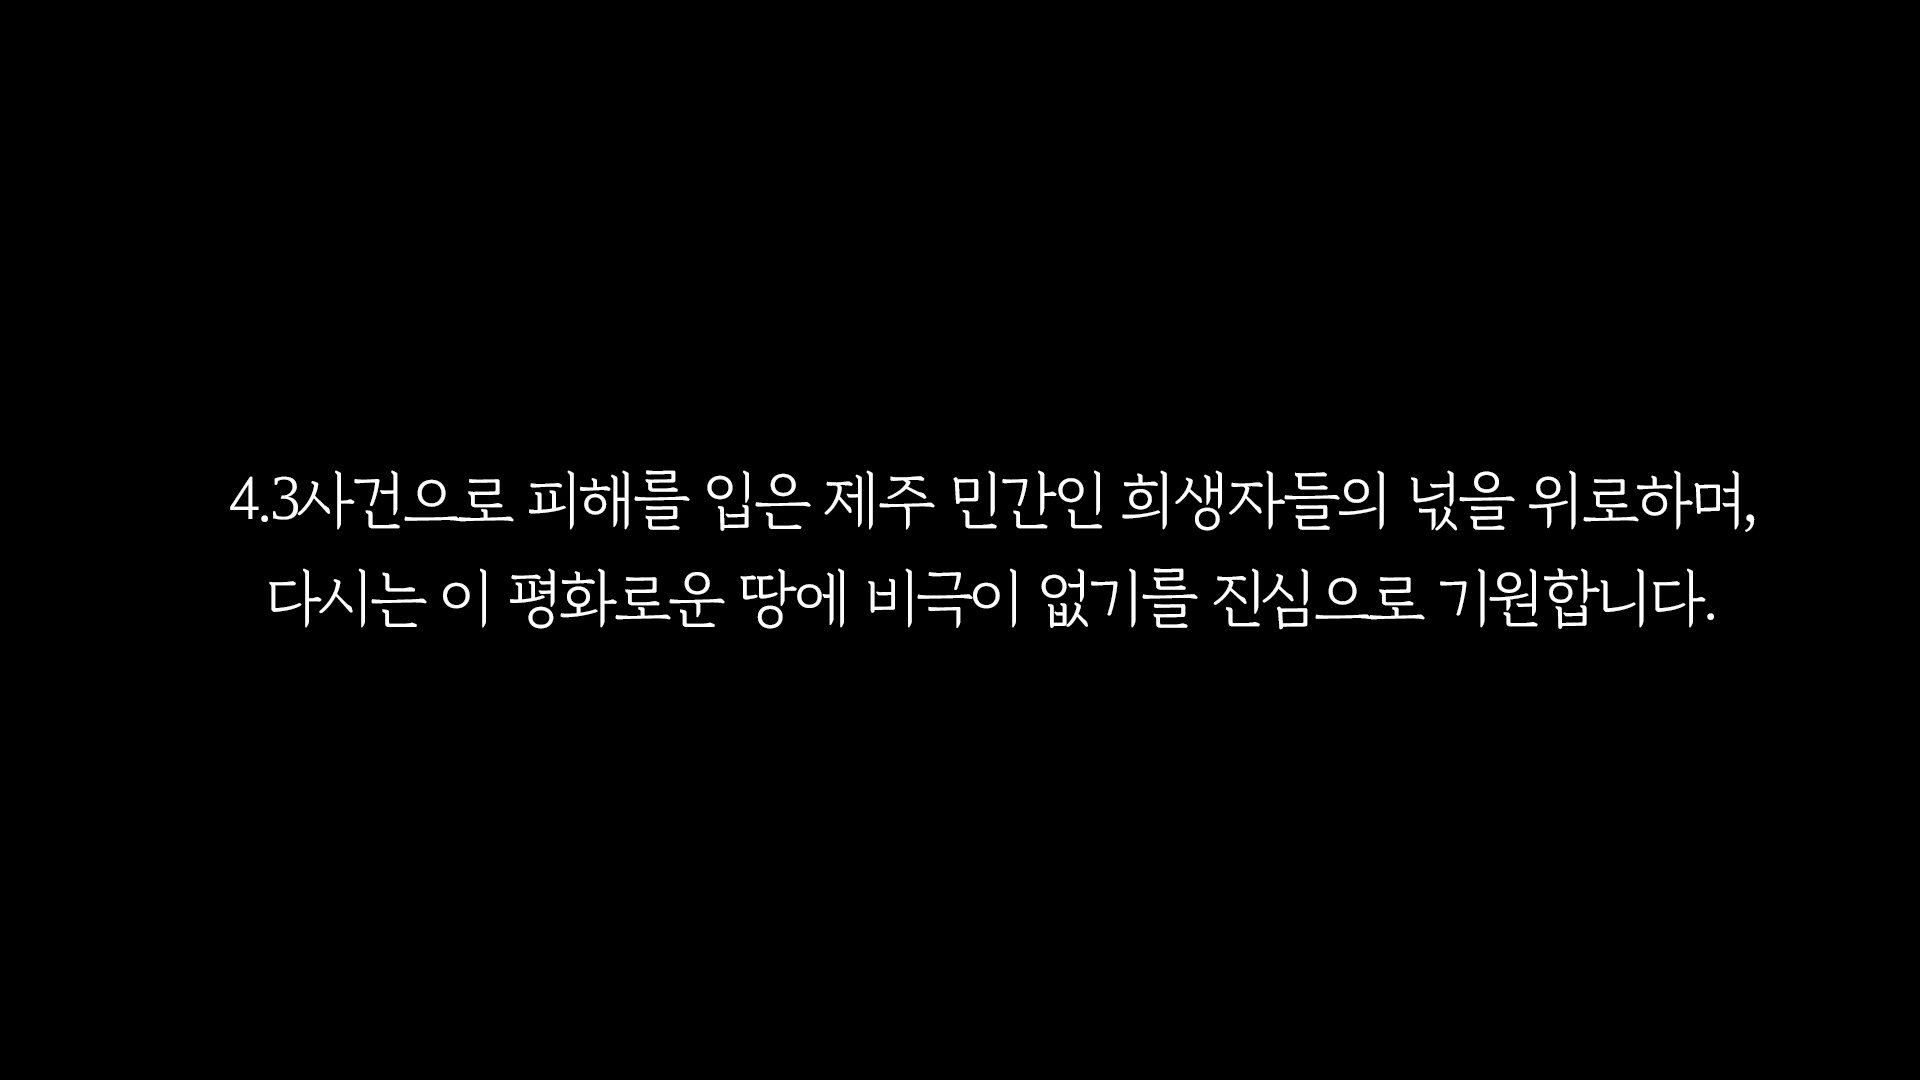 4.3사건으로 피해를 입은 제주 민간인 희생자들의 넋을 위로하며,
다시는 이 평화로운 땅에 비극이 없기를 진심으로 기원합니다.